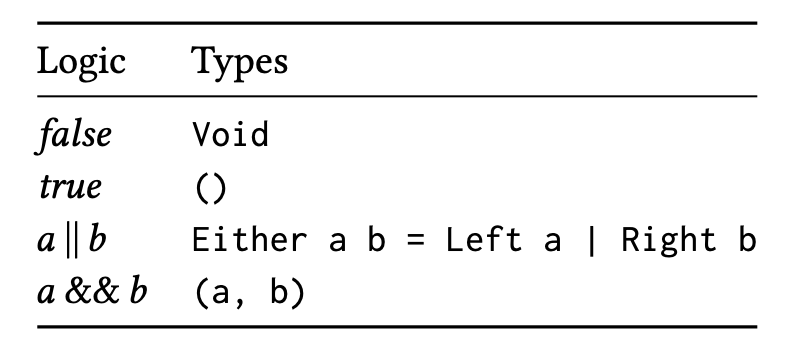 Logic Types
false Void
true ()
a || b Either a b = Left a | Right b
a && b (a, b)